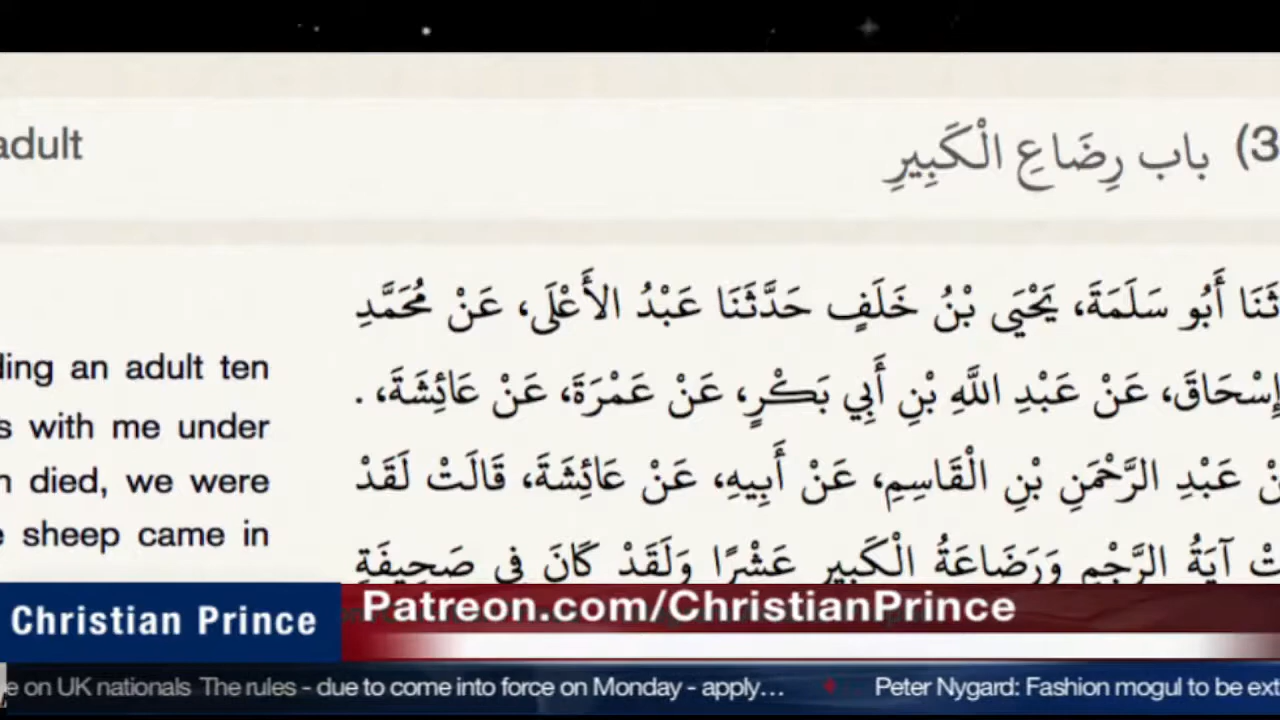 adult
باب رِضَاعِ الْكَبِيرِ (3
ثَنَا أَبُو سَلَمَةَ، يَحْيَى بْنُ خَلَفٍ حَدَّثَنَا عَبْدُ الأَعْلَى، عَنْ مُحَمَّدِ
إِسْحَاقَ، عَنْ عَبْدِ اللَّهِ بْنِ أَبِي بَكْرٍ، عَنْ عَمْرَةَ، عَنْ عَائِشَةَ، .
نْ عَبْدِ الرَّحْمَنِ بْنِ الْقَاسِمِ، عَنْ أَبِيهِ، عَنْ عَائِشَةَ، قَالَتْ لَقَدْ
تْ آيَةُ الرَّجْمِ وَرَضَاعَةُ الْكَبِيرِ عَشْرًا وَلَقَدْ كَانَ فِي صَحِيفَةٍ
ding an adult ten
s with me under
n died, we were
e sheep came in
Christian Prince
Patreon.com/ChristianPrince
e on UK nationals The rules - due to come into force on Monday - apply... Peter Nygard: Fashion mogul to be ext